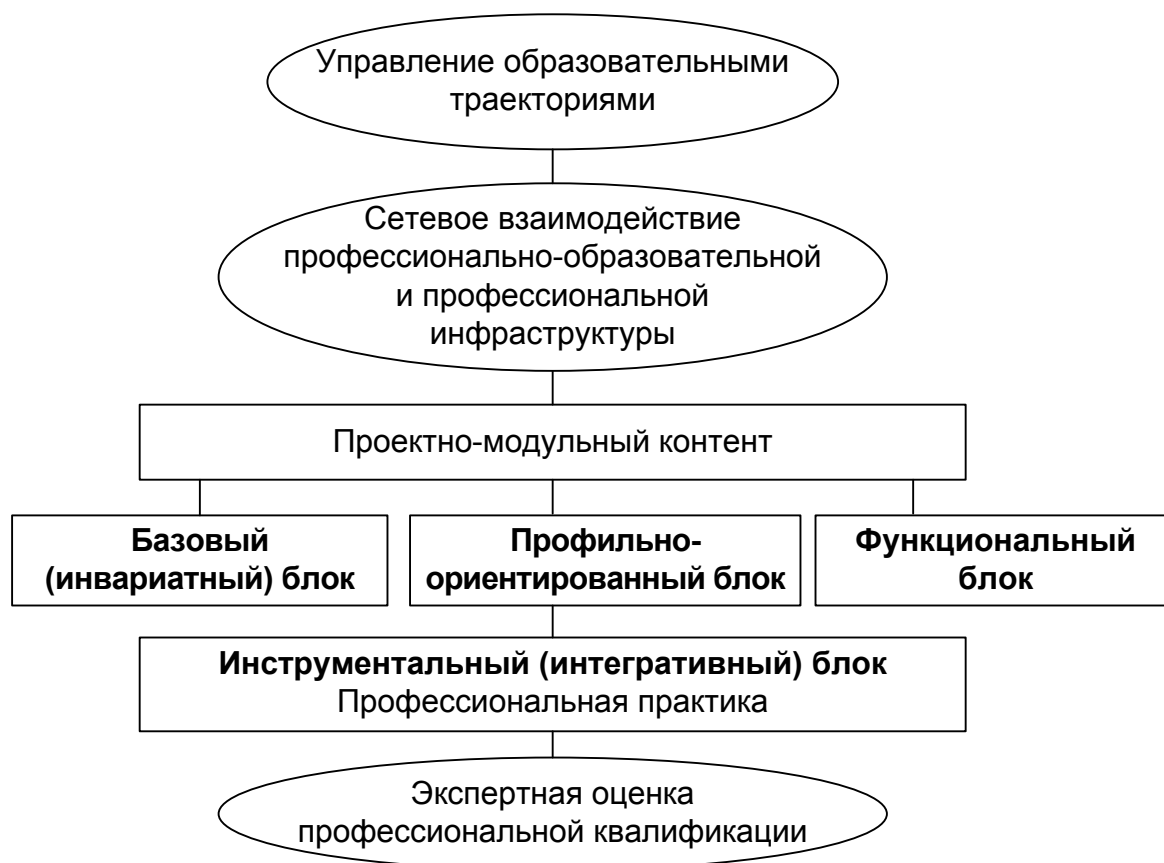 Управление образовательными
траекториями
Сетевое взаимодействие
профессионально-образовательной
и профессиональной
инфраструктуры
Проектно-модульный контент
Базовый
(инвариатный) блок
Профильно-
ориентированный блок
Функциональный
блок
Инструментальный (интегративный) блок
Профессиональная практика
Экспертная оценка
профессиональной квалификации